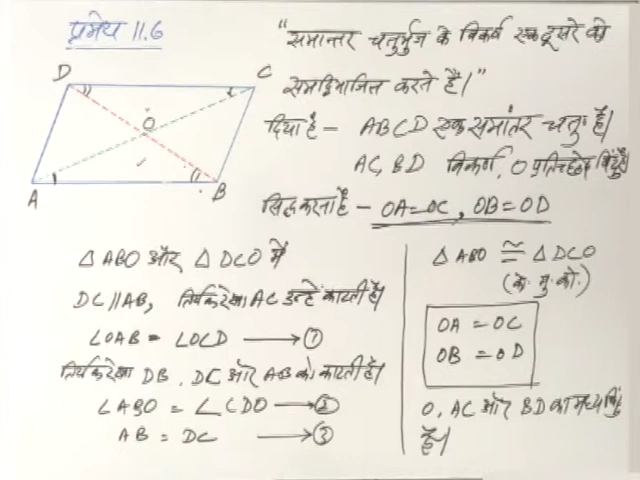 प्रमेय 11.6
"समान्तर चतुर्भुज के विकर्ण एक दूसरे को
समद्विभाजित करते हैं।"
D
C
O
A
B
दिया है - ABCD एक समांतर चतु॰ है।
AC, BD विकर्ण, O प्रतिच्छेद बिंदु है।
सिद्ध करना है - OA=OC, OB=OD
△ ABO और △ DCO में
DC || AB, तिर्यक रेखा AC उन्हें काटती है।
∠OAB = ∠OCD → ①
तिर्यक रेखा DB, DC और AB को काटती है।
∠ABO = ∠CDO → ②
AB = DC → ③
△ ABO ≅ △ DCO
(को. भु. को.)
OA = OC
OB = OD
O, AC और BD का मध्य बिंदु
है।